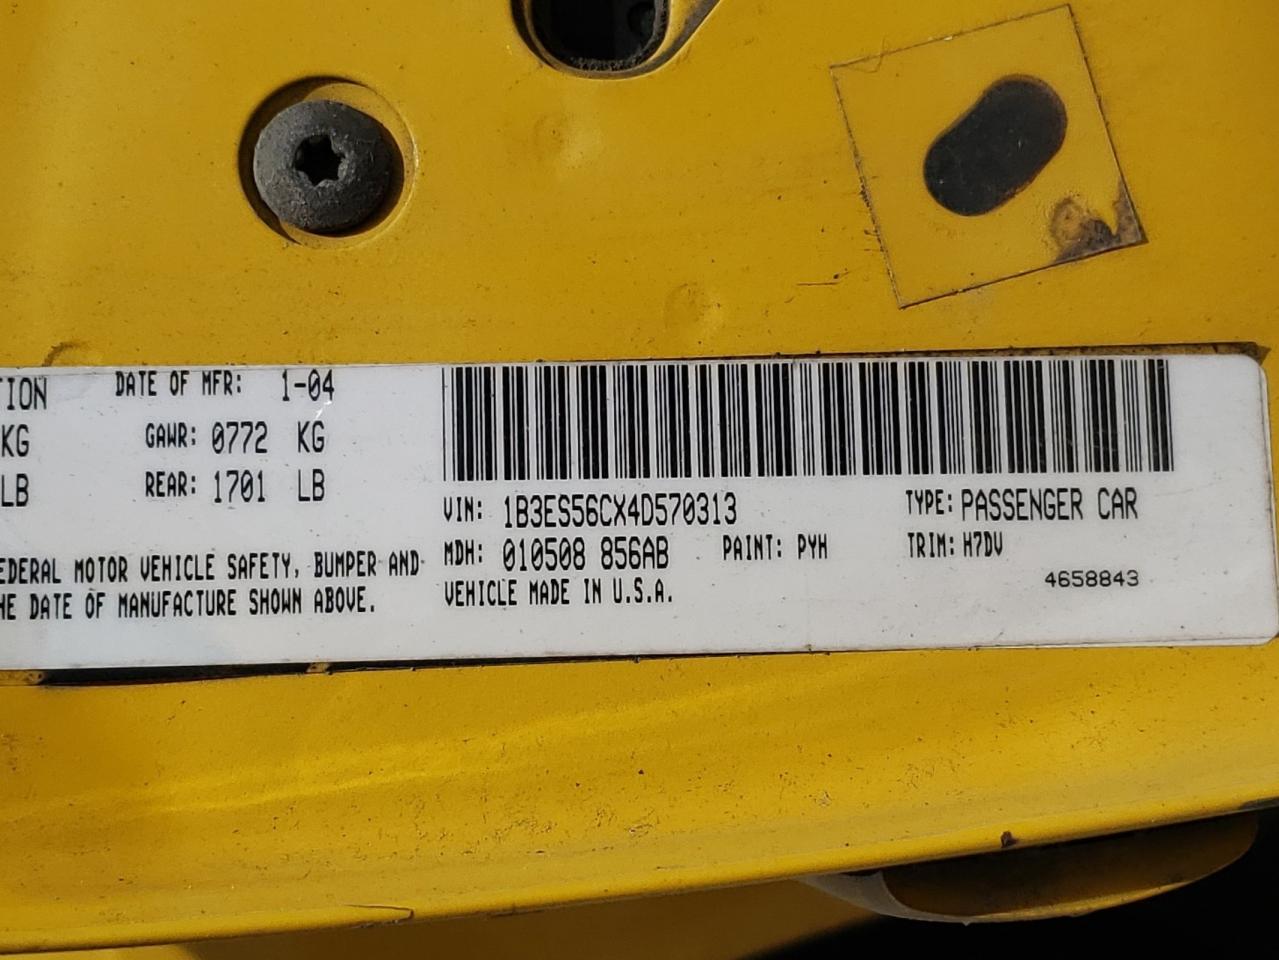 TION DATE OF MFR: 1-04
KG GAWR: 0772 KG
LB REAR: 1701 LB
VIN: 1B3ES56CX4D570313 TYPE: PASSENGER CAR
MDH: 010508 856AB PAINT: PYH TRIM: H7DV
EDERAL MOTOR VEHICLE SAFETY, BUMPER AND
HE DATE OF MANUFACTURE SHOWN ABOVE.
VEHICLE MADE IN U.S.A.
4658843